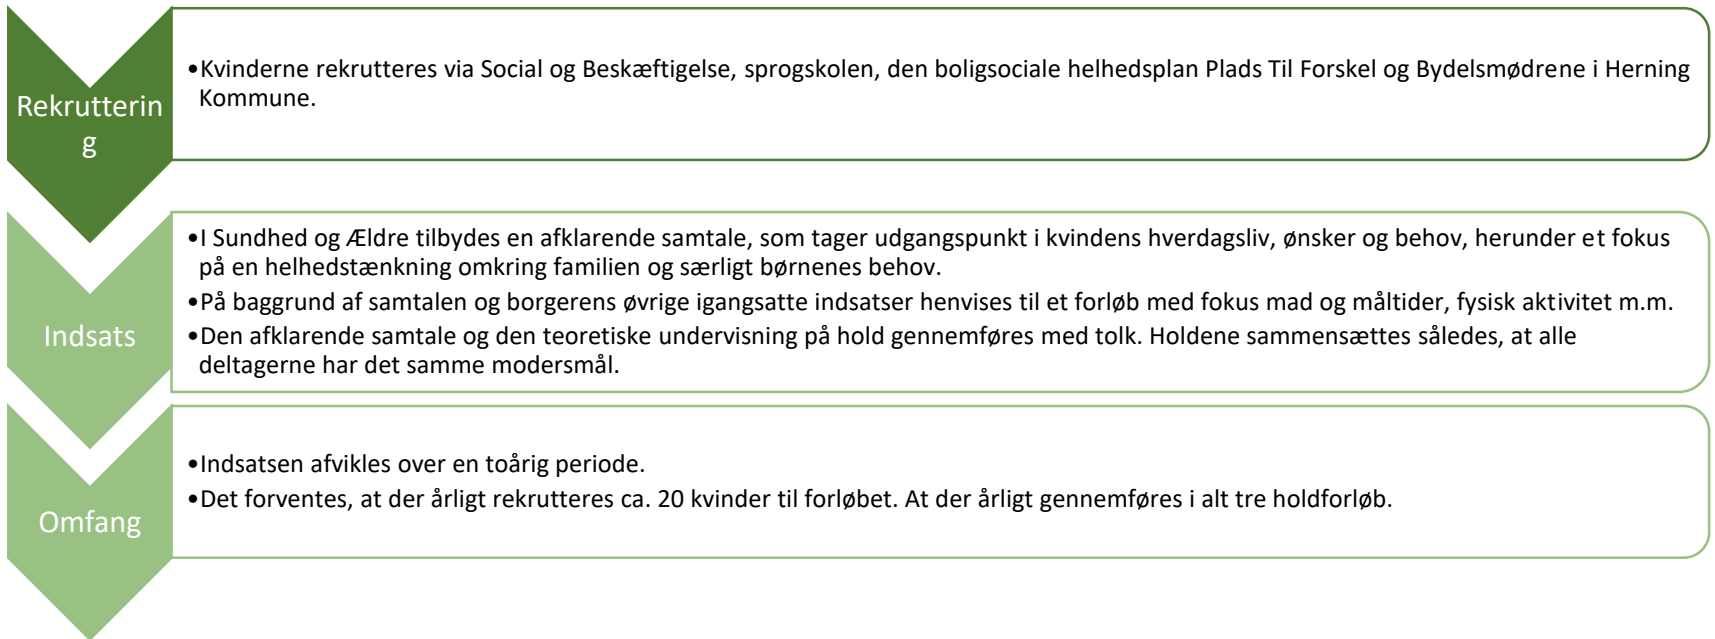 Rekrutterin
g
•Kvinderne rekrutteres via Social og Beskæftigelse, sprogskolen, den boligsociale helhedsplan Plads Til Forskel og Bydelsmødrene i Herning
Kommune.
Indsats
•I Sundhed og Ældre tilbydes en afklarende samtale, som tager udgangspunkt i kvindens hverdagsliv, ønsker og behov, herunder et fokus
på en helhedstænkning omkring familien og særligt børnenes behov.
•På baggrund af samtalen og borgerens øvrige igangsatte indsatser henvises til et forløb med fokus mad og måltider, fysisk aktivitet m.m.
•Den afklarende samtale og den teoretiske undervisning på hold gennemføres med tolk. Holdene sammensættes således, at alle
deltagerne har det samme modersmål.
Omfang
•Indsatsen afvikles over en toårig periode.
•Det forventes, at der årligt rekrutteres ca. 20 kvinder til forløbet. At der årligt gennemføres i alt tre holdforløb.